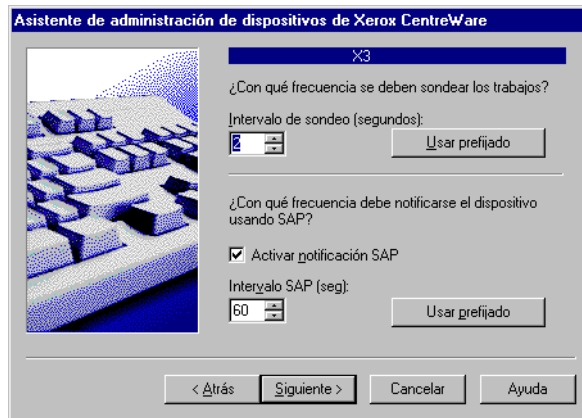 Asistente de administración de dispositivos de Xerox CentreWare
X3
¿Con qué frecuencia se deben sondear los trabajos?
Intervalo de sondeo (segundos):
2
Usar prefijado
¿Con qué frecuencia debe notificarse el dispositivo
usando SAP?
Activar notificación SAP
Intervalo SAP (seg):
60
Usar prefijado
< Atrás
Siguiente >
Cancelar
Ayuda